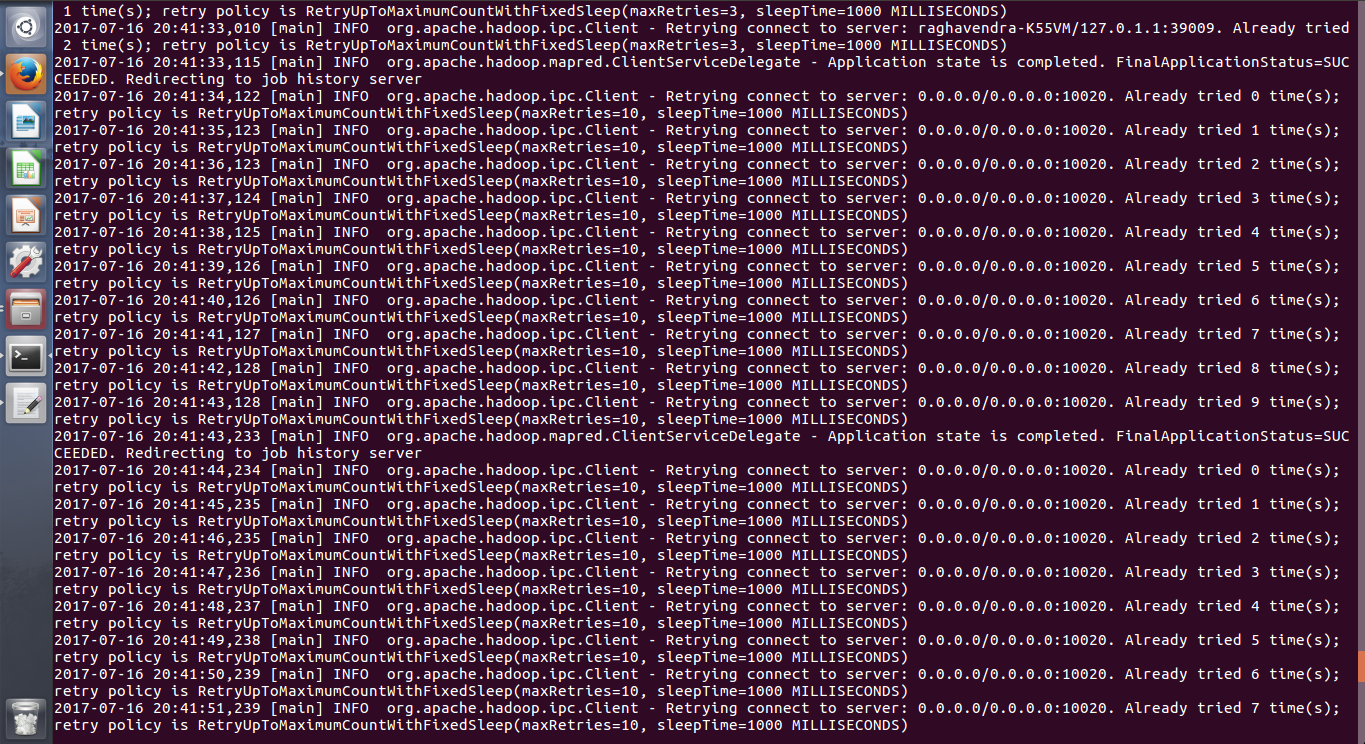 1 time(s); retry policy is RetryUpToMaximumCountWithFixedSleep(maxRetries=3, sleepTime=1000 MILLISECONDS)
2017-07-16 20:41:33,010 [main] INFO  org.apache.hadoop.ipc.Client - Retrying connect to server: raghavendra-K55VM/127.0.1.1:39009. Already tried
 2 time(s); retry policy is RetryUpToMaximumCountWithFixedSleep(maxRetries=3, sleepTime=1000 MILLISECONDS)
2017-07-16 20:41:33,115 [main] INFO  org.apache.hadoop.mapred.ClientServiceDelegate - Application state is completed. FinalApplicationStatus=SUC
CEEDED. Redirecting to job history server
2017-07-16 20:41:34,122 [main] INFO  org.apache.hadoop.ipc.Client - Retrying connect to server: 0.0.0.0/0.0.0.0:10020. Already tried 0 time(s);
retry policy is RetryUpToMaximumCountWithFixedSleep(maxRetries=10, sleepTime=1000 MILLISECONDS)
2017-07-16 20:41:35,123 [main] INFO  org.apache.hadoop.ipc.Client - Retrying connect to server: 0.0.0.0/0.0.0.0:10020. Already tried 1 time(s);
retry policy is RetryUpToMaximumCountWithFixedSleep(maxRetries=10, sleepTime=1000 MILLISECONDS)
2017-07-16 20:41:36,123 [main] INFO  org.apache.hadoop.ipc.Client - Retrying connect to server: 0.0.0.0/0.0.0.0:10020. Already tried 2 time(s);
retry policy is RetryUpToMaximumCountWithFixedSleep(maxRetries=10, sleepTime=1000 MILLISECONDS)
2017-07-16 20:41:37,124 [main] INFO  org.apache.hadoop.ipc.Client - Retrying connect to server: 0.0.0.0/0.0.0.0:10020. Already tried 3 time(s);
retry policy is RetryUpToMaximumCountWithFixedSleep(maxRetries=10, sleepTime=1000 MILLISECONDS)
2017-07-16 20:41:38,125 [main] INFO  org.apache.hadoop.ipc.Client - Retrying connect to server: 0.0.0.0/0.0.0.0:10020. Already tried 4 time(s);
retry policy is RetryUpToMaximumCountWithFixedSleep(maxRetries=10, sleepTime=1000 MILLISECONDS)
2017-07-16 20:41:39,126 [main] INFO  org.apache.hadoop.ipc.Client - Retrying connect to server: 0.0.0.0/0.0.0.0:10020. Already tried 5 time(s);
retry policy is RetryUpToMaximumCountWithFixedSleep(maxRetries=10, sleepTime=1000 MILLISECONDS)
2017-07-16 20:41:40,126 [main] INFO  org.apache.hadoop.ipc.Client - Retrying connect to server: 0.0.0.0/0.0.0.0:10020. Already tried 6 time(s);
retry policy is RetryUpToMaximumCountWithFixedSleep(maxRetries=10, sleepTime=1000 MILLISECONDS)
2017-07-16 20:41:41,127 [main] INFO  org.apache.hadoop.ipc.Client - Retrying connect to server: 0.0.0.0/0.0.0.0:10020. Already tried 7 time(s);
retry policy is RetryUpToMaximumCountWithFixedSleep(maxRetries=10, sleepTime=1000 MILLISECONDS)
2017-07-16 20:41:42,128 [main] INFO  org.apache.hadoop.ipc.Client - Retrying connect to server: 0.0.0.0/0.0.0.0:10020. Already tried 8 time(s);
retry policy is RetryUpToMaximumCountWithFixedSleep(maxRetries=10, sleepTime=1000 MILLISECONDS)
2017-07-16 20:41:43,128 [main] INFO  org.apache.hadoop.ipc.Client - Retrying connect to server: 0.0.0.0/0.0.0.0:10020. Already tried 9 time(s);
retry policy is RetryUpToMaximumCountWithFixedSleep(maxRetries=10, sleepTime=1000 MILLISECONDS)
2017-07-16 20:41:43,233 [main] INFO  org.apache.hadoop.mapred.ClientServiceDelegate - Application state is completed. FinalApplicationStatus=SUC
CEEDED. Redirecting to job history server
2017-07-16 20:41:44,234 [main] INFO  org.apache.hadoop.ipc.Client - Retrying connect to server: 0.0.0.0/0.0.0.0:10020. Already tried 0 time(s);
retry policy is RetryUpToMaximumCountWithFixedSleep(maxRetries=10, sleepTime=1000 MILLISECONDS)
2017-07-16 20:41:45,235 [main] INFO  org.apache.hadoop.ipc.Client - Retrying connect to server: 0.0.0.0/0.0.0.0:10020. Already tried 1 time(s);
retry policy is RetryUpToMaximumCountWithFixedSleep(maxRetries=10, sleepTime=1000 MILLISECONDS)
2017-07-16 20:41:46,235 [main] INFO  org.apache.hadoop.ipc.Client - Retrying connect to server: 0.0.0.0/0.0.0.0:10020. Already tried 2 time(s);
retry policy is RetryUpToMaximumCountWithFixedSleep(maxRetries=10, sleepTime=1000 MILLISECONDS)
2017-07-16 20:41:47,236 [main] INFO  org.apache.hadoop.ipc.Client - Retrying connect to server: 0.0.0.0/0.0.0.0:10020. Already tried 3 time(s);
retry policy is RetryUpToMaximumCountWithFixedSleep(maxRetries=10, sleepTime=1000 MILLISECONDS)
2017-07-16 20:41:48,237 [main] INFO  org.apache.hadoop.ipc.Client - Retrying connect to server: 0.0.0.0/0.0.0.0:10020. Already tried 4 time(s);
retry policy is RetryUpToMaximumCountWithFixedSleep(maxRetries=10, sleepTime=1000 MILLISECONDS)
2017-07-16 20:41:49,238 [main] INFO  org.apache.hadoop.ipc.Client - Retrying connect to server: 0.0.0.0/0.0.0.0:10020. Already tried 5 time(s);
retry policy is RetryUpToMaximumCountWithFixedSleep(maxRetries=10, sleepTime=1000 MILLISECONDS)
2017-07-16 20:41:50,239 [main] INFO  org.apache.hadoop.ipc.Client - Retrying connect to server: 0.0.0.0/0.0.0.0:10020. Already tried 6 time(s);
retry policy is RetryUpToMaximumCountWithFixedSleep(maxRetries=10, sleepTime=1000 MILLISECONDS)
2017-07-16 20:41:51,239 [main] INFO  org.apache.hadoop.ipc.Client - Retrying connect to server: 0.0.0.0/0.0.0.0:10020. Already tried 7 time(s);
retry policy is RetryUpToMaximumCountWithFixedSleep(maxRetries=10, sleepTime=1000 MILLISECONDS)